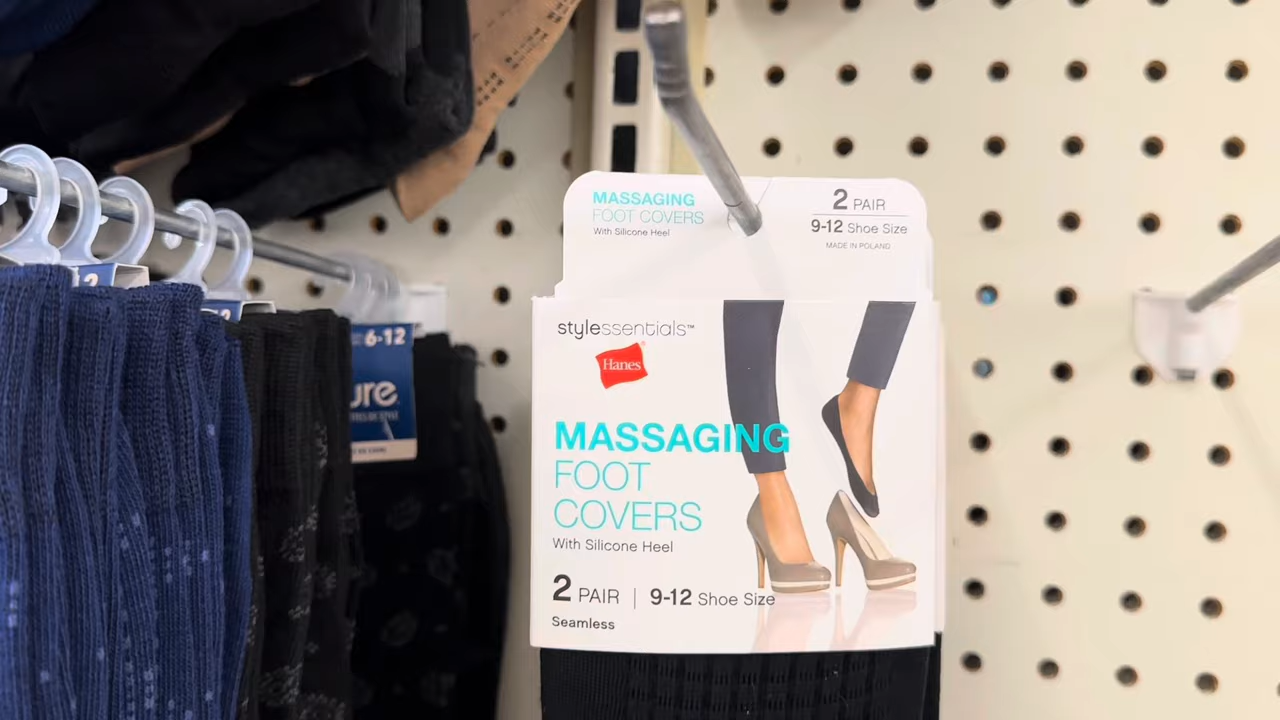 MASSAGING
FOOT COVERS
With Silicone Heel
2 PAIR
9-12 Shoe Size
MADE IN POLAND
stylessentials™
Hanes
MASSAGING
FOOT
COVERS
With Silicone Heel
2 PAIR | 9-12 Shoe Size
Seamless
6-12
ure